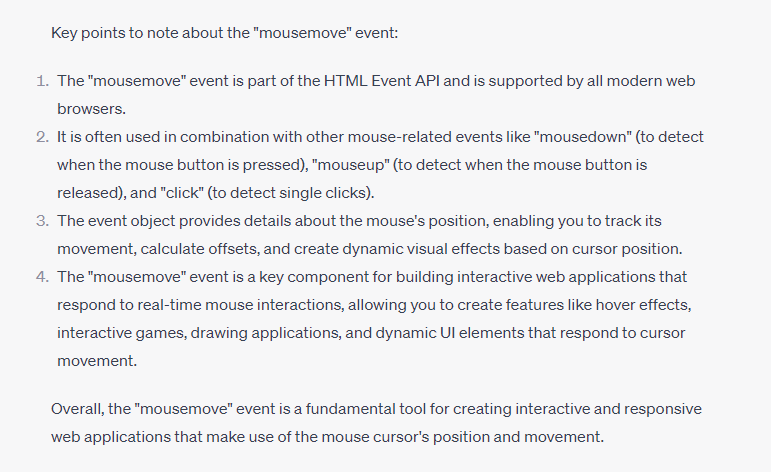 Key points to note about the "mousemove" event:
1. The "mousemove" event is part of the HTML Event API and is supported by all modern web
browsers.
2. It is often used in combination with other mouse-related events like "mousedown" (to detect
when the mouse button is pressed), "mouseup" (to detect when the mouse button is
released), and "click" (to detect single clicks).
3. The event object provides details about the mouse's position, enabling you to track its
movement, calculate offsets, and create dynamic visual effects based on cursor position.
4. The "mousemove" event is a key component for building interactive web applications that
respond to real-time mouse interactions, allowing you to create features like hover effects,
interactive games, drawing applications, and dynamic UI elements that respond to cursor
movement.
Overall, the "mousemove" event is a fundamental tool for creating interactive and responsive
web applications that make use of the mouse cursor's position and movement.